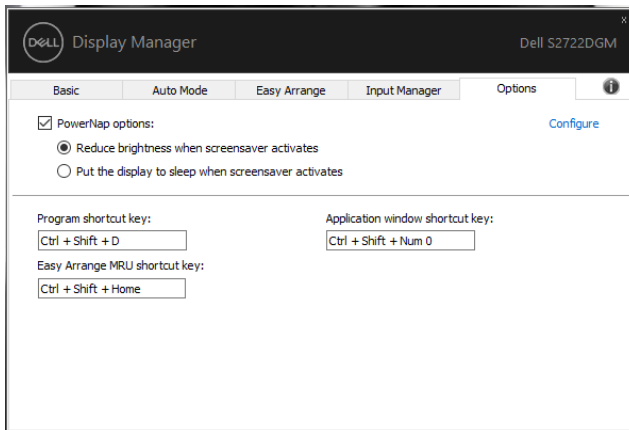 x
DELL Display Manager Dell S2722DGM
Basic Auto Mode Easy Arrange Input Manager Options i
PowerNap options: Configure
Reduce brightness when screensaver activates
Put the display to sleep when screensaver activates
Program shortcut key: Application window shortcut key:
Ctrl + Shift + D Ctrl + Shift + Num 0
Easy Arrange MRU shortcut key:
Ctrl + Shift + Home